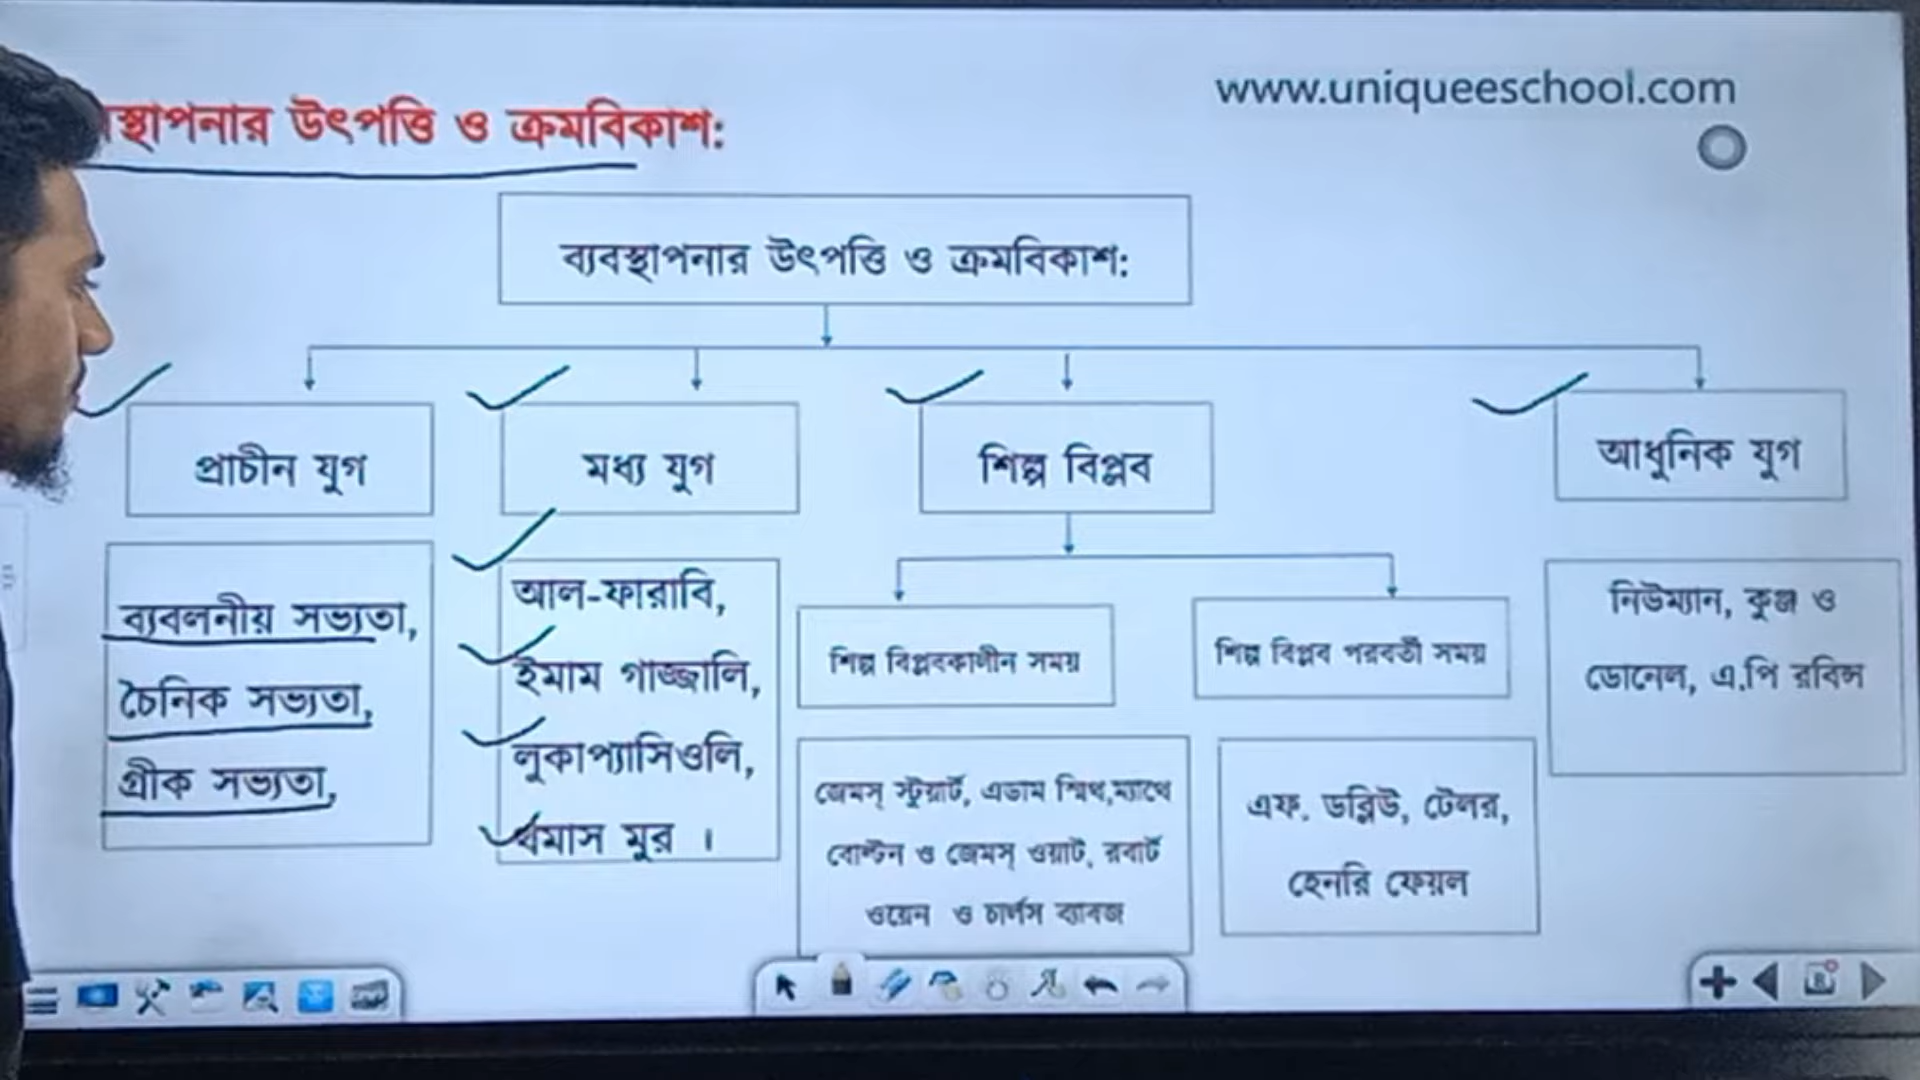 www.uniqueeschool.com
স্থাপনার উৎপত্তি ও ক্রমবিকাশ:
ব্যবস্থাপনার উৎপত্তি ও ক্রমবিকাশ:
প্রাচীন যুগ
মধ্য যুগ
শিল্প বিপ্লব
আধুনিক যুগ
ব্যবলনীয় সভ্যতা,
চৈনিক সভ্যতা,
গ্রীক সভ্যতা,
আল-ফারাবি,
ইমাম গাজ্জালি,
লুকাপ্যাসিওলি,
থমাস মুর ।
শিল্প বিপ্লবকালীন সময়
শিল্প বিপ্লব পরবর্তী সময়
জেমস্ স্টুয়ার্ট, এডাম স্মিথ,ম্যাথে
বোল্টন ও জেমস্ ওয়াট, রবার্ট
ওয়েন ও চার্লস ব্যাবজ
এফ. ডব্লিউ, টেলর,
হেনরি ফেয়ল
নিউম্যান, কুঞ্জ ও
ডোনেল, এ.পি রবিন্স